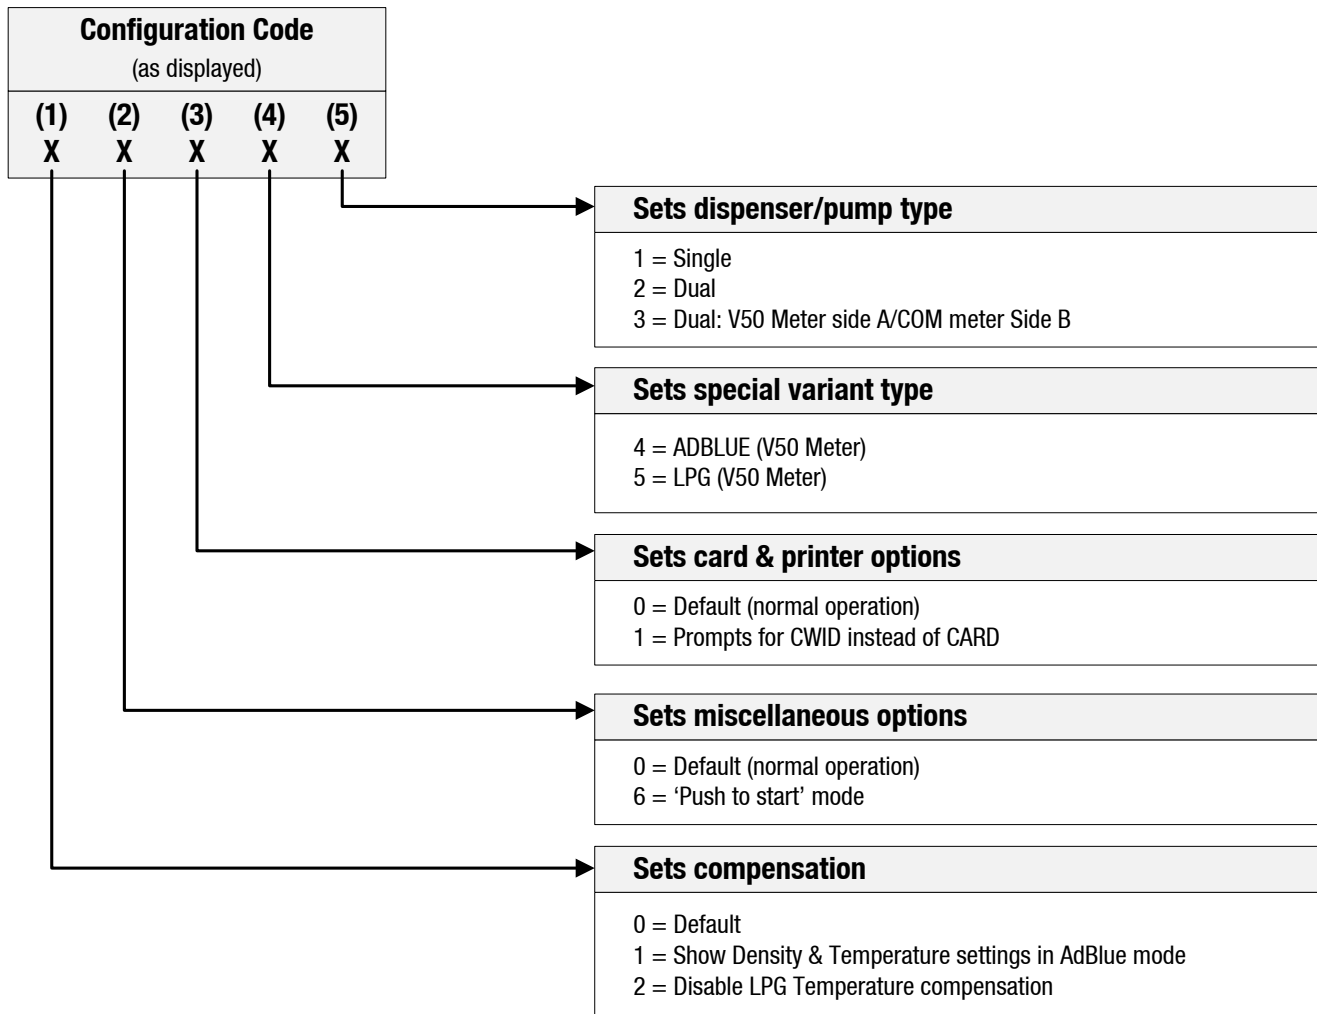 Configuration Code
(as displayed)
(1) (2) (3) (4) (5)
X X X X X
Sets dispenser/pump type
1 = Single
2 = Dual
3 = Dual: V50 Meter side A/COM meter Side B
Sets special variant type
4 = ADBLUE (V50 Meter)
5 = LPG (V50 Meter)
Sets card & printer options
0 = Default (normal operation)
1 = Prompts for CWID instead of CARD
Sets miscellaneous options
0 = Default (normal operation)
6 = ‘Push to start’ mode
Sets compensation
0 = Default
1 = Show Density & Temperature settings in AdBlue mode
2 = Disable LPG Temperature compensation